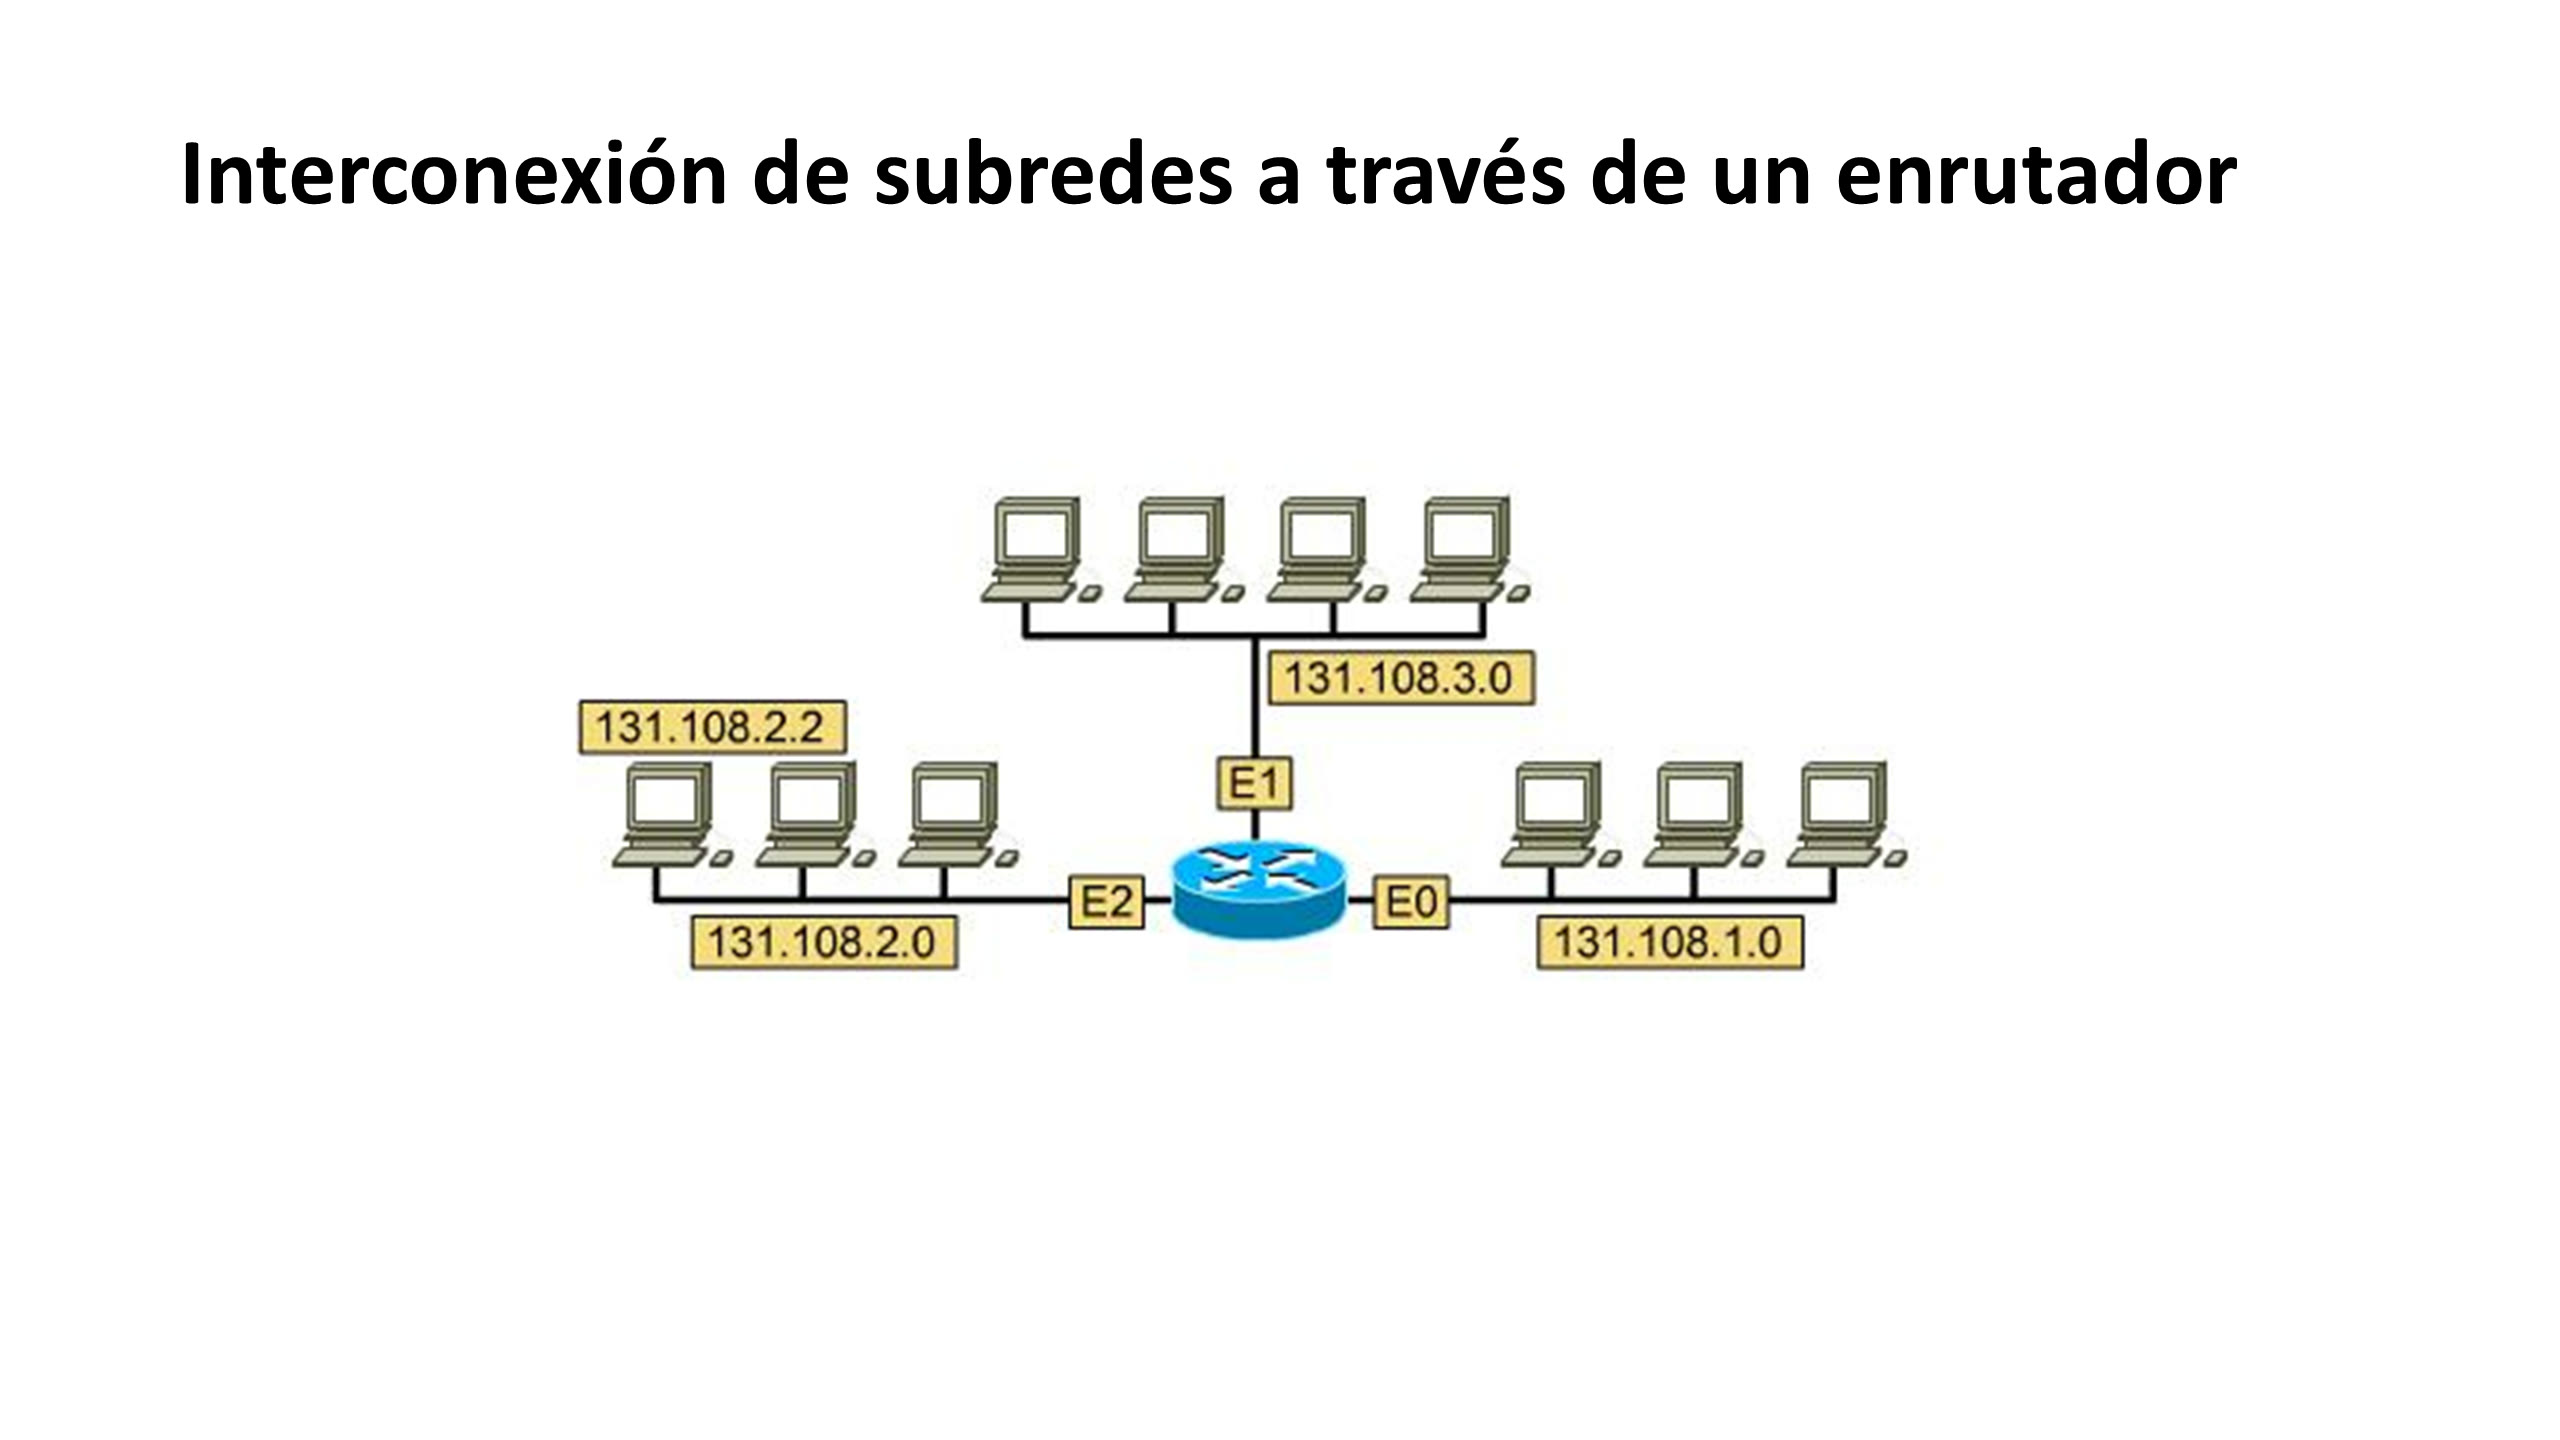 Interconexión de subredes a través de un enrutador
131.108.3.0
131.108.2.2
E1
E2
E0
131.108.2.0
131.108.1.0